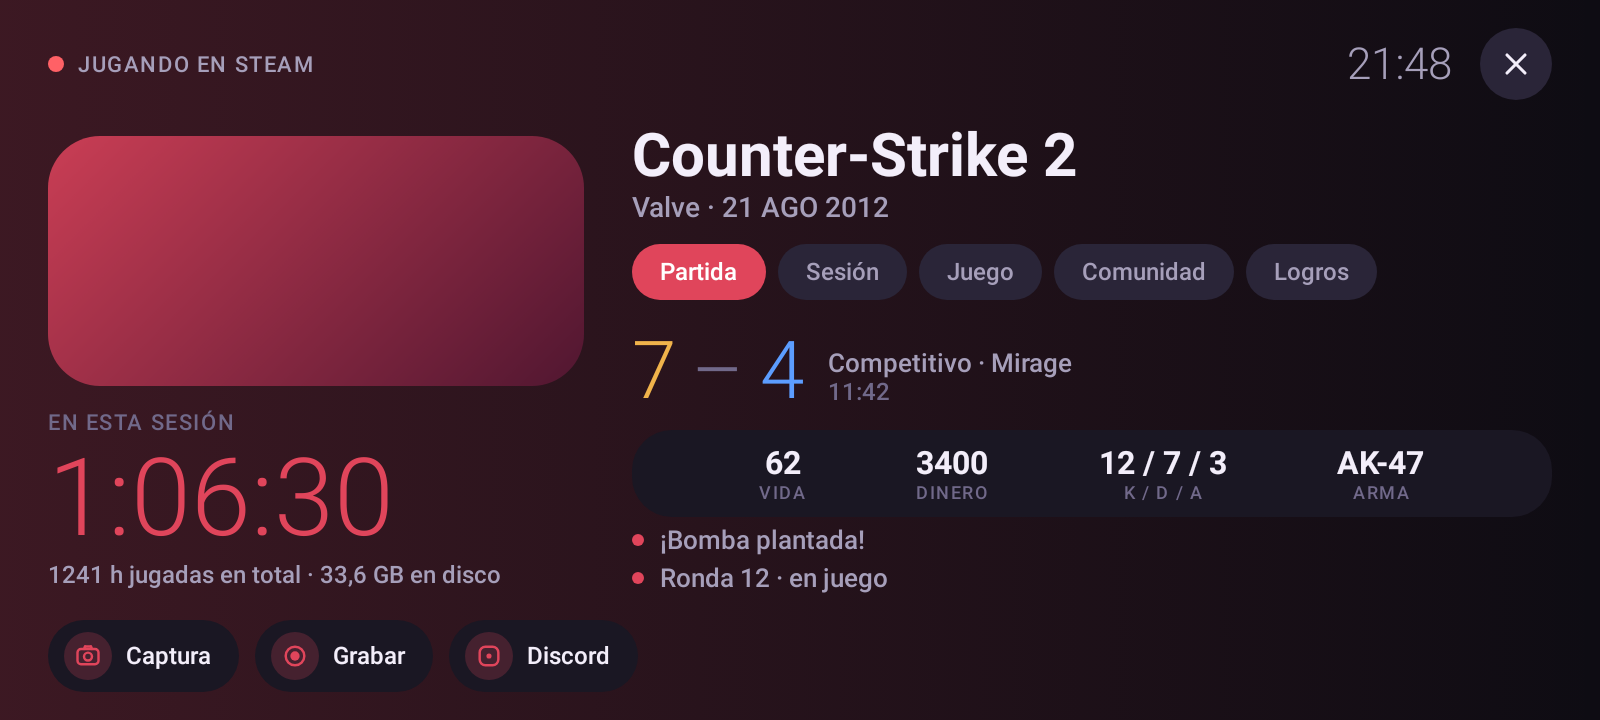 JUGANDO EN STEAM
21:48
Counter-Strike 2
Valve · 21 AGO 2012
Partida
Sesión
Juego
Comunidad
Logros
7 – 4
Competitivo · Mirage
11:42
62
VIDA
3400
DINERO
12 / 7 / 3
K / D / A
AK-47
ARMA
¡Bomba plantada!
Ronda 12 · en juego
EN ESTA SESIÓN
1:06:30
1241 h jugadas en total · 33,6 GB en disco
Captura
Grabar
Discord